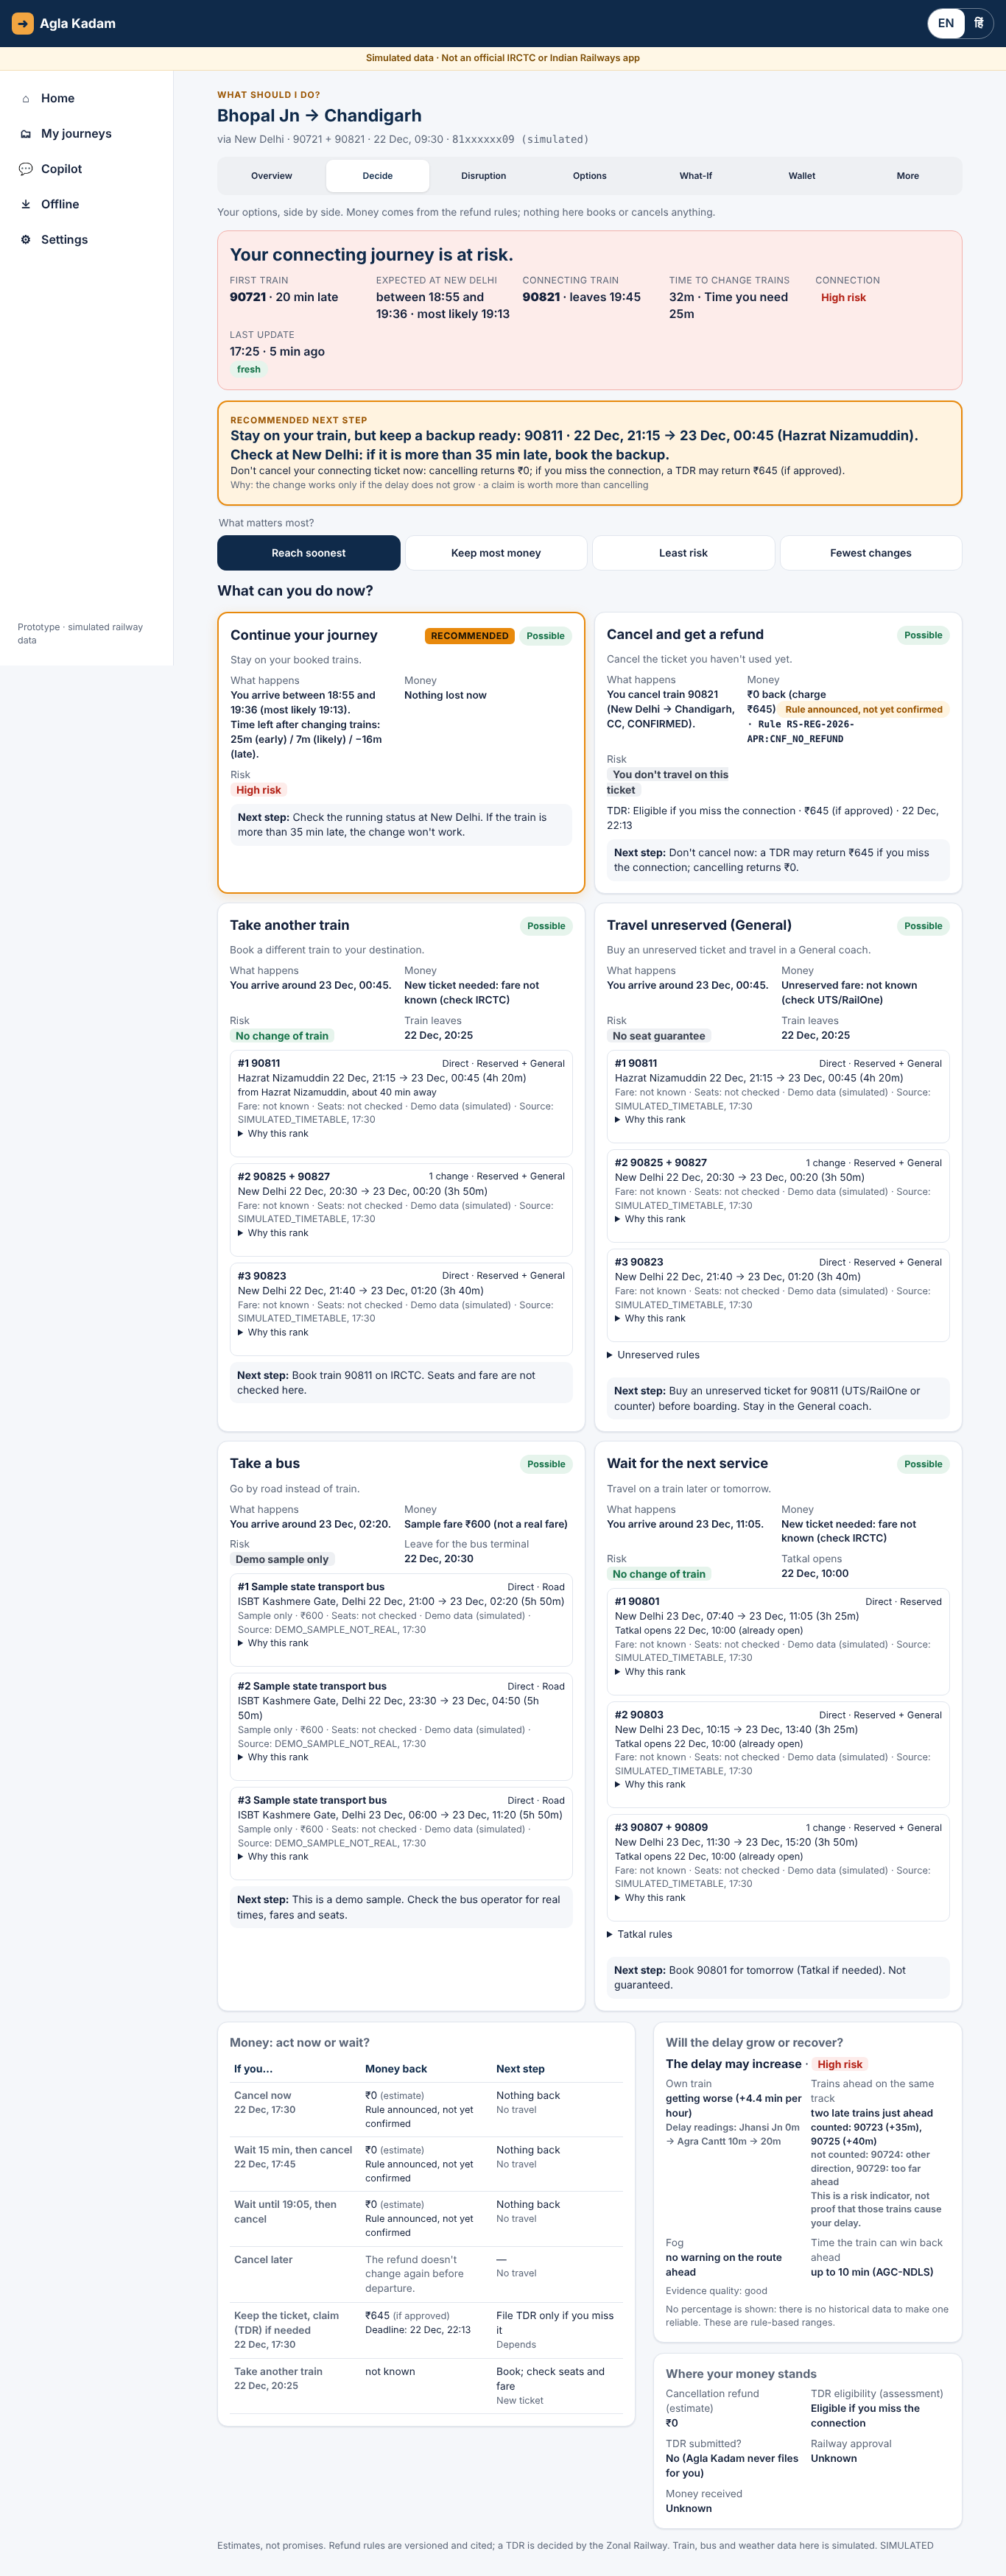 Agla Kadam
EN
हिं
Simulated data · Not an official IRCTC or Indian Railways app
Home
My journeys
Copilot
Offline
Settings
Prototype · simulated railway
data
WHAT SHOULD I DO?
Bhopal Jn → Chandigarh
via New Delhi · 90721 + 90821 · 22 Dec, 09:30 · 81xxxxxx09 (simulated)
Overview
Decide
Disruption
Options
What-If
Wallet
More
Your options, side by side. Money comes from the refund rules; nothing here books or cancels anything.
Your connecting journey is at risk.
FIRST TRAIN
90721 · 20 min late
EXPECTED AT NEW DELHI
between 18:55 and
19:36 · most likely 19:13
CONNECTING TRAIN
90821 · leaves 19:45
TIME TO CHANGE TRAINS
32m · Time you need
25m
CONNECTION
High risk
LAST UPDATE
17:25 · 5 min ago
fresh
RECOMMENDED NEXT STEP
Stay on your train, but keep a backup ready: 90811 · 22 Dec, 21:15 → 23 Dec, 00:45 (Hazrat Nizamuddin).
Check at New Delhi: if it is more than 35 min late, book the backup.
Don't cancel your connecting ticket now: cancelling returns ₹0; if you miss the connection, a TDR may return ₹645 (if approved).
Why: the change works only if the delay does not grow · a claim is worth more than cancelling
What matters most?
Reach soonest
Keep most money
Least risk
Fewest changes
What can you do now?
Continue your journey
RECOMMENDED
Possible
Stay on your booked trains.
What happens
You arrive between 18:55 and
19:36 (most likely 19:13).
Time left after changing trains:
25m (early) / 7m (likely) / −16m
(late).
Money
Nothing lost now
Risk
High risk
Next step: Check the running status at New Delhi. If the train is
more than 35 min late, the change won't work.
Cancel and get a refund
Possible
Cancel the ticket you haven't used yet.
What happens
You cancel train 90821
(New Delhi → Chandigarh,
CC, CONFIRMED).
Money
₹0 back (charge
₹645) Rule announced, not yet confirmed
· Rule RS-REG-2026-
APR:CNF_NO_REFUND
Risk
You don't travel on this
ticket
TDR: Eligible if you miss the connection · ₹645 (if approved) · 22 Dec,
22:13
Next step: Don't cancel now: a TDR may return ₹645 if you miss
the connection; cancelling returns ₹0.
Take another train
Possible
Book a different train to your destination.
What happens
You arrive around 23 Dec, 00:45.
Money
New ticket needed: fare not
known (check IRCTC)
Risk
No change of train
Train leaves
22 Dec, 20:25
#1 90811
Direct · Reserved + General
Hazrat Nizamuddin 22 Dec, 21:15 → 23 Dec, 00:45 (4h 20m)
from Hazrat Nizamuddin, about 40 min away
Fare: not known · Seats: not checked · Demo data (simulated) · Source:
SIMULATED_TIMETABLE, 17:30
Why this rank
#2 90825 + 90827
1 change · Reserved + General
New Delhi 22 Dec, 20:30 → 23 Dec, 00:20 (3h 50m)
Fare: not known · Seats: not checked · Demo data (simulated) · Source:
SIMULATED_TIMETABLE, 17:30
Why this rank
#3 90823
Direct · Reserved + General
New Delhi 22 Dec, 21:40 → 23 Dec, 01:20 (3h 40m)
Fare: not known · Seats: not checked · Demo data (simulated) · Source:
SIMULATED_TIMETABLE, 17:30
Why this rank
Next step: Book train 90811 on IRCTC. Seats and fare are not
checked here.
Travel unreserved (General)
Possible
Buy an unreserved ticket and travel in a General coach.
What happens
You arrive around 23 Dec, 00:45.
Money
Unreserved fare: not known
(check UTS/RailOne)
Risk
No seat guarantee
Train leaves
22 Dec, 20:25
#1 90811
Direct · Reserved + General
Hazrat Nizamuddin 22 Dec, 21:15 → 23 Dec, 00:45 (4h 20m)
Fare: not known · Seats: not checked · Demo data (simulated) · Source:
SIMULATED_TIMETABLE, 17:30
Why this rank
#2 90825 + 90827
1 change · Reserved + General
New Delhi 22 Dec, 20:30 → 23 Dec, 00:20 (3h 50m)
Fare: not known · Seats: not checked · Demo data (simulated) · Source:
SIMULATED_TIMETABLE, 17:30
Why this rank
#3 90823
Direct · Reserved + General
New Delhi 22 Dec, 21:40 → 23 Dec, 01:20 (3h 40m)
Fare: not known · Seats: not checked · Demo data (simulated) · Source:
SIMULATED_TIMETABLE, 17:30
Why this rank
Unreserved rules
Next step: Buy an unreserved ticket for 90811 (UTS/RailOne or
counter) before boarding. Stay in the General coach.
Take a bus
Possible
Go by road instead of train.
What happens
You arrive around 23 Dec, 02:20.
Money
Sample fare ₹600 (not a real fare)
Risk
Demo sample only
Leave for the bus terminal
22 Dec, 20:30
#1 Sample state transport bus
Direct · Road
ISBT Kashmere Gate, Delhi 22 Dec, 21:00 → 23 Dec, 02:20 (5h 50m)
Sample only · ₹600 · Seats: not checked · Demo data (simulated) ·
Source: DEMO_SAMPLE_NOT_REAL, 17:30
Why this rank
#2 Sample state transport bus
Direct · Road
ISBT Kashmere Gate, Delhi 22 Dec, 23:30 → 23 Dec, 04:50 (5h
50m)
Sample only · ₹600 · Seats: not checked · Demo data (simulated) ·
Source: DEMO_SAMPLE_NOT_REAL, 17:30
Why this rank
#3 Sample state transport bus
Direct · Road
ISBT Kashmere Gate, Delhi 23 Dec, 06:00 → 23 Dec, 11:20 (5h 50m)
Sample only · ₹600 · Seats: not checked · Demo data (simulated) ·
Source: DEMO_SAMPLE_NOT_REAL, 17:30
Why this rank
Next step: This is a demo sample. Check the bus operator for real
times, fares and seats.
Wait for the next service
Possible
Travel on a train later or tomorrow.
What happens
You arrive around 23 Dec, 11:05.
Money
New ticket needed: fare not
known (check IRCTC)
Risk
No change of train
Tatkal opens
22 Dec, 10:00
#1 90801
Direct · Reserved
New Delhi 23 Dec, 07:40 → 23 Dec, 11:05 (3h 25m)
Tatkal opens 22 Dec, 10:00 (already open)
Fare: not known · Seats: not checked · Demo data (simulated) · Source:
SIMULATED_TIMETABLE, 17:30
Why this rank
#2 90803
Direct · Reserved + General
New Delhi 23 Dec, 10:15 → 23 Dec, 13:40 (3h 25m)
Tatkal opens 22 Dec, 10:00 (already open)
Fare: not known · Seats: not checked · Demo data (simulated) · Source:
SIMULATED_TIMETABLE, 17:30
Why this rank
#3 90807 + 90809
1 change · Reserved + General
New Delhi 23 Dec, 11:30 → 23 Dec, 15:20 (3h 50m)
Tatkal opens 22 Dec, 10:00 (already open)
Fare: not known · Seats: not checked · Demo data (simulated) · Source:
SIMULATED_TIMETABLE, 17:30
Why this rank
Tatkal rules
Next step: Book 90801 for tomorrow (Tatkal if needed). Not
guaranteed.
Money: act now or wait?
If you…
Money back
Next step
Cancel now
22 Dec, 17:30
₹0 (estimate)
Rule announced, not yet
confirmed
Nothing back
No travel
Wait 15 min, then cancel
22 Dec, 17:45
₹0 (estimate)
Rule announced, not yet
confirmed
Nothing back
No travel
Wait until 19:05, then
cancel
₹0 (estimate)
Rule announced, not yet
confirmed
Nothing back
No travel
Cancel later
The refund doesn't
change again before
departure.
—
No travel
Keep the ticket, claim
(TDR) if needed
22 Dec, 17:30
₹645 (if approved)
Deadline: 22 Dec, 22:13
File TDR only if you miss
it
Depends
Take another train
22 Dec, 20:25
not known
Book; check seats and
fare
New ticket
Will the delay grow or recover?
The delay may increase · High risk
Own train
getting worse (+4.4 min per
hour)
Delay readings: Jhansi Jn 0m
→ Agra Cantt 10m → 20m
Trains ahead on the same
track
two late trains just ahead
counted: 90723 (+35m),
90725 (+40m)
not counted: 90724: other
direction, 90729: too far
ahead
This is a risk indicator, not
proof that those trains cause
your delay.
Fog
no warning on the route
ahead
Time the train can win back
ahead
up to 10 min (AGC-NDLS)
Evidence quality: good
No percentage is shown: there is no historical data to make one
reliable. These are rule-based ranges.
Where your money stands
Cancellation refund
(estimate)
₹0
TDR eligibility (assessment)
Eligible if you miss the
connection
TDR submitted?
No (Agla Kadam never files
for you)
Railway approval
Unknown
Money received
Unknown
Estimates, not promises. Refund rules are versioned and cited; a TDR is decided by the Zonal Railway. Train, bus and weather data here is simulated. SIMULATED